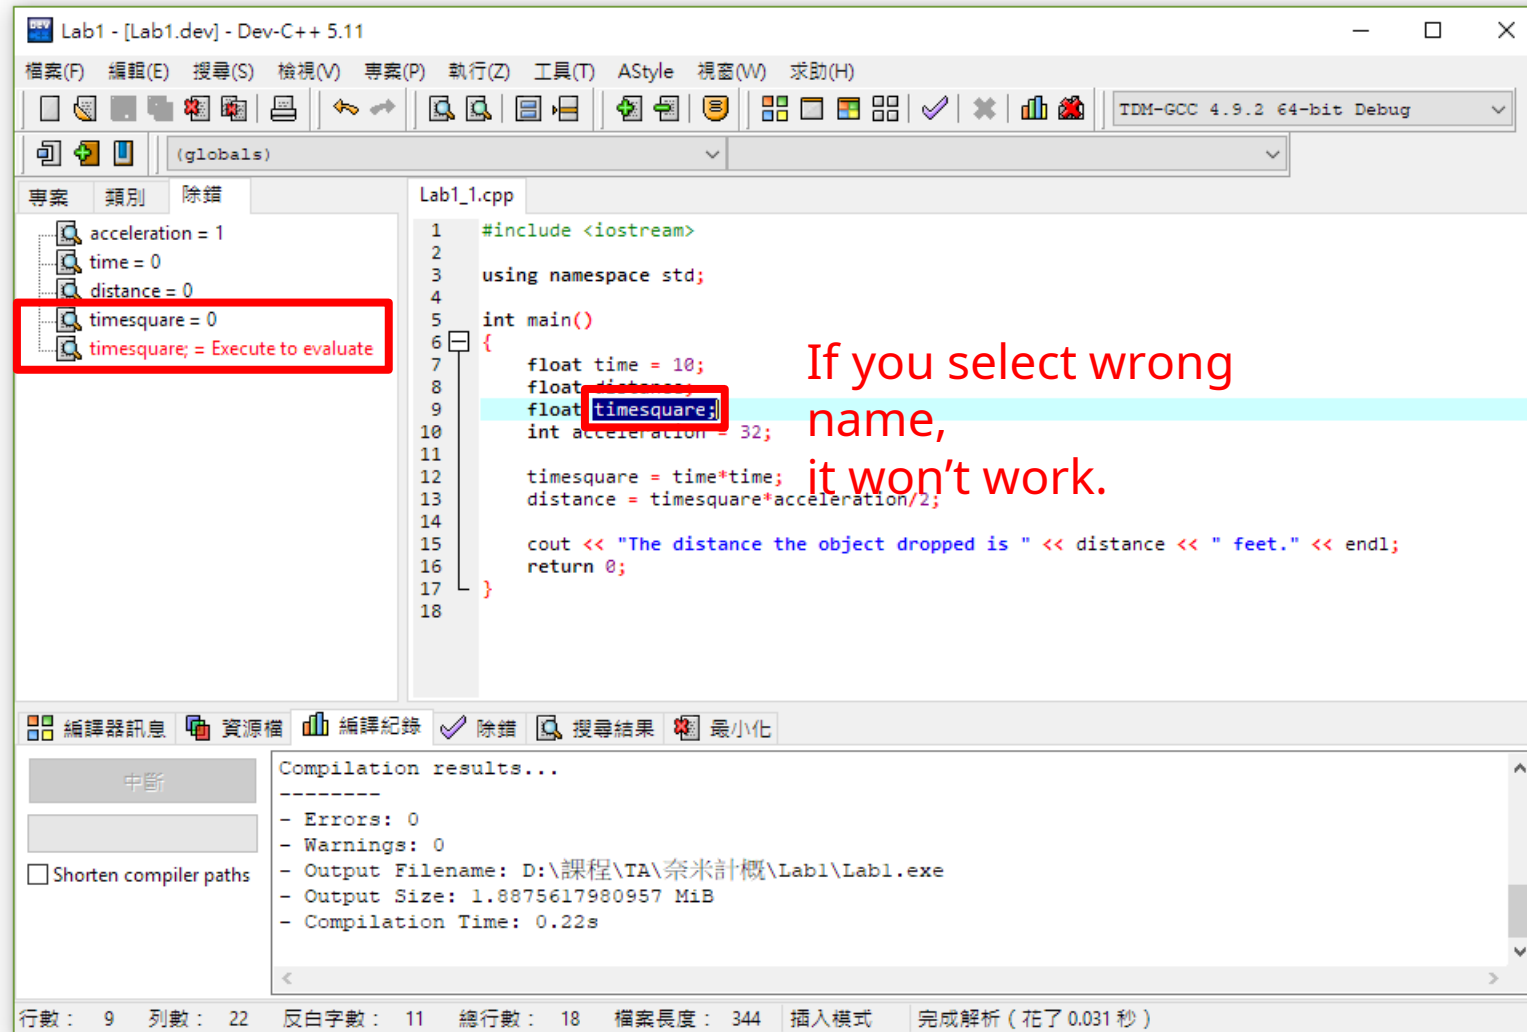 Lab1 - [Lab1.dev] - Dev-C++ 5.11
檔案(F) 編輯(E) 搜尋(S) 檢視(V) 專案(P) 執行(Z) 工具(T) AStyle 視窗(W) 求助(H)
TDM-GCC 4.9.2 64-bit Debug
(globals)
專案 類別 除錯
acceleration = 1
time = 0
distance = 0
timesquare = 0
timesquare; = Execute to evaluate
Lab1_1.cpp
1 #include <iostream>
2
3 using namespace std;
4
5 int main()
6 {
7 float time = 10;
8 float distance;
9 float timesquare;
10 int acceleration = 32;
11
12 timesquare = time*time;
13 distance = timesquare*acceleration/2;
14
15 cout << "The distance the object dropped is " << distance << " feet." << endl;
16 return 0;
17 }
18
If you select wrong
name,
it won’t work.
編譯器訊息 資源檔 編譯紀錄 除錯 搜尋結果 最小化
中斷
Shorten compiler paths
Compilation results...
--------
- Errors: 0
- Warnings: 0
- Output Filename: D:\課程\TA\奈米計概\Lab1\Lab1.exe
- Output Size: 1.8875617980957 MiB
- Compilation Time: 0.22s
行數： 9 列數： 22 反白字數： 11 總行數： 18 檔案長度： 344 插入模式 完成解析 ( 花了 0.031 秒 )